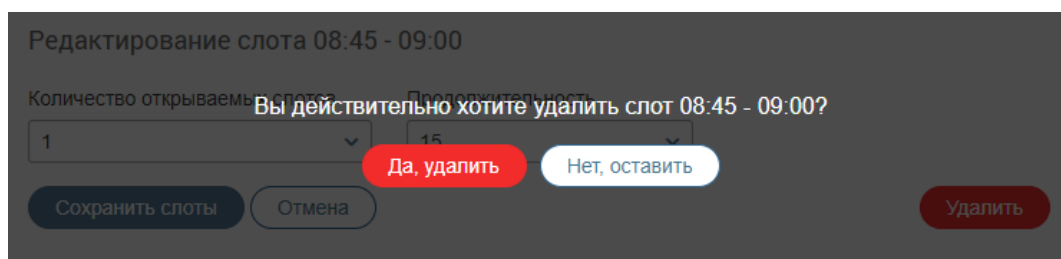 Редактирование слота 08:45 - 09:00
Количество открываемых слотов
Продолжительность
Вы действительно хотите удалить слот 08:45 - 09:00?
1
15
Да, удалить
Нет, оставить
Сохранить слоты
Отмена
Удалить